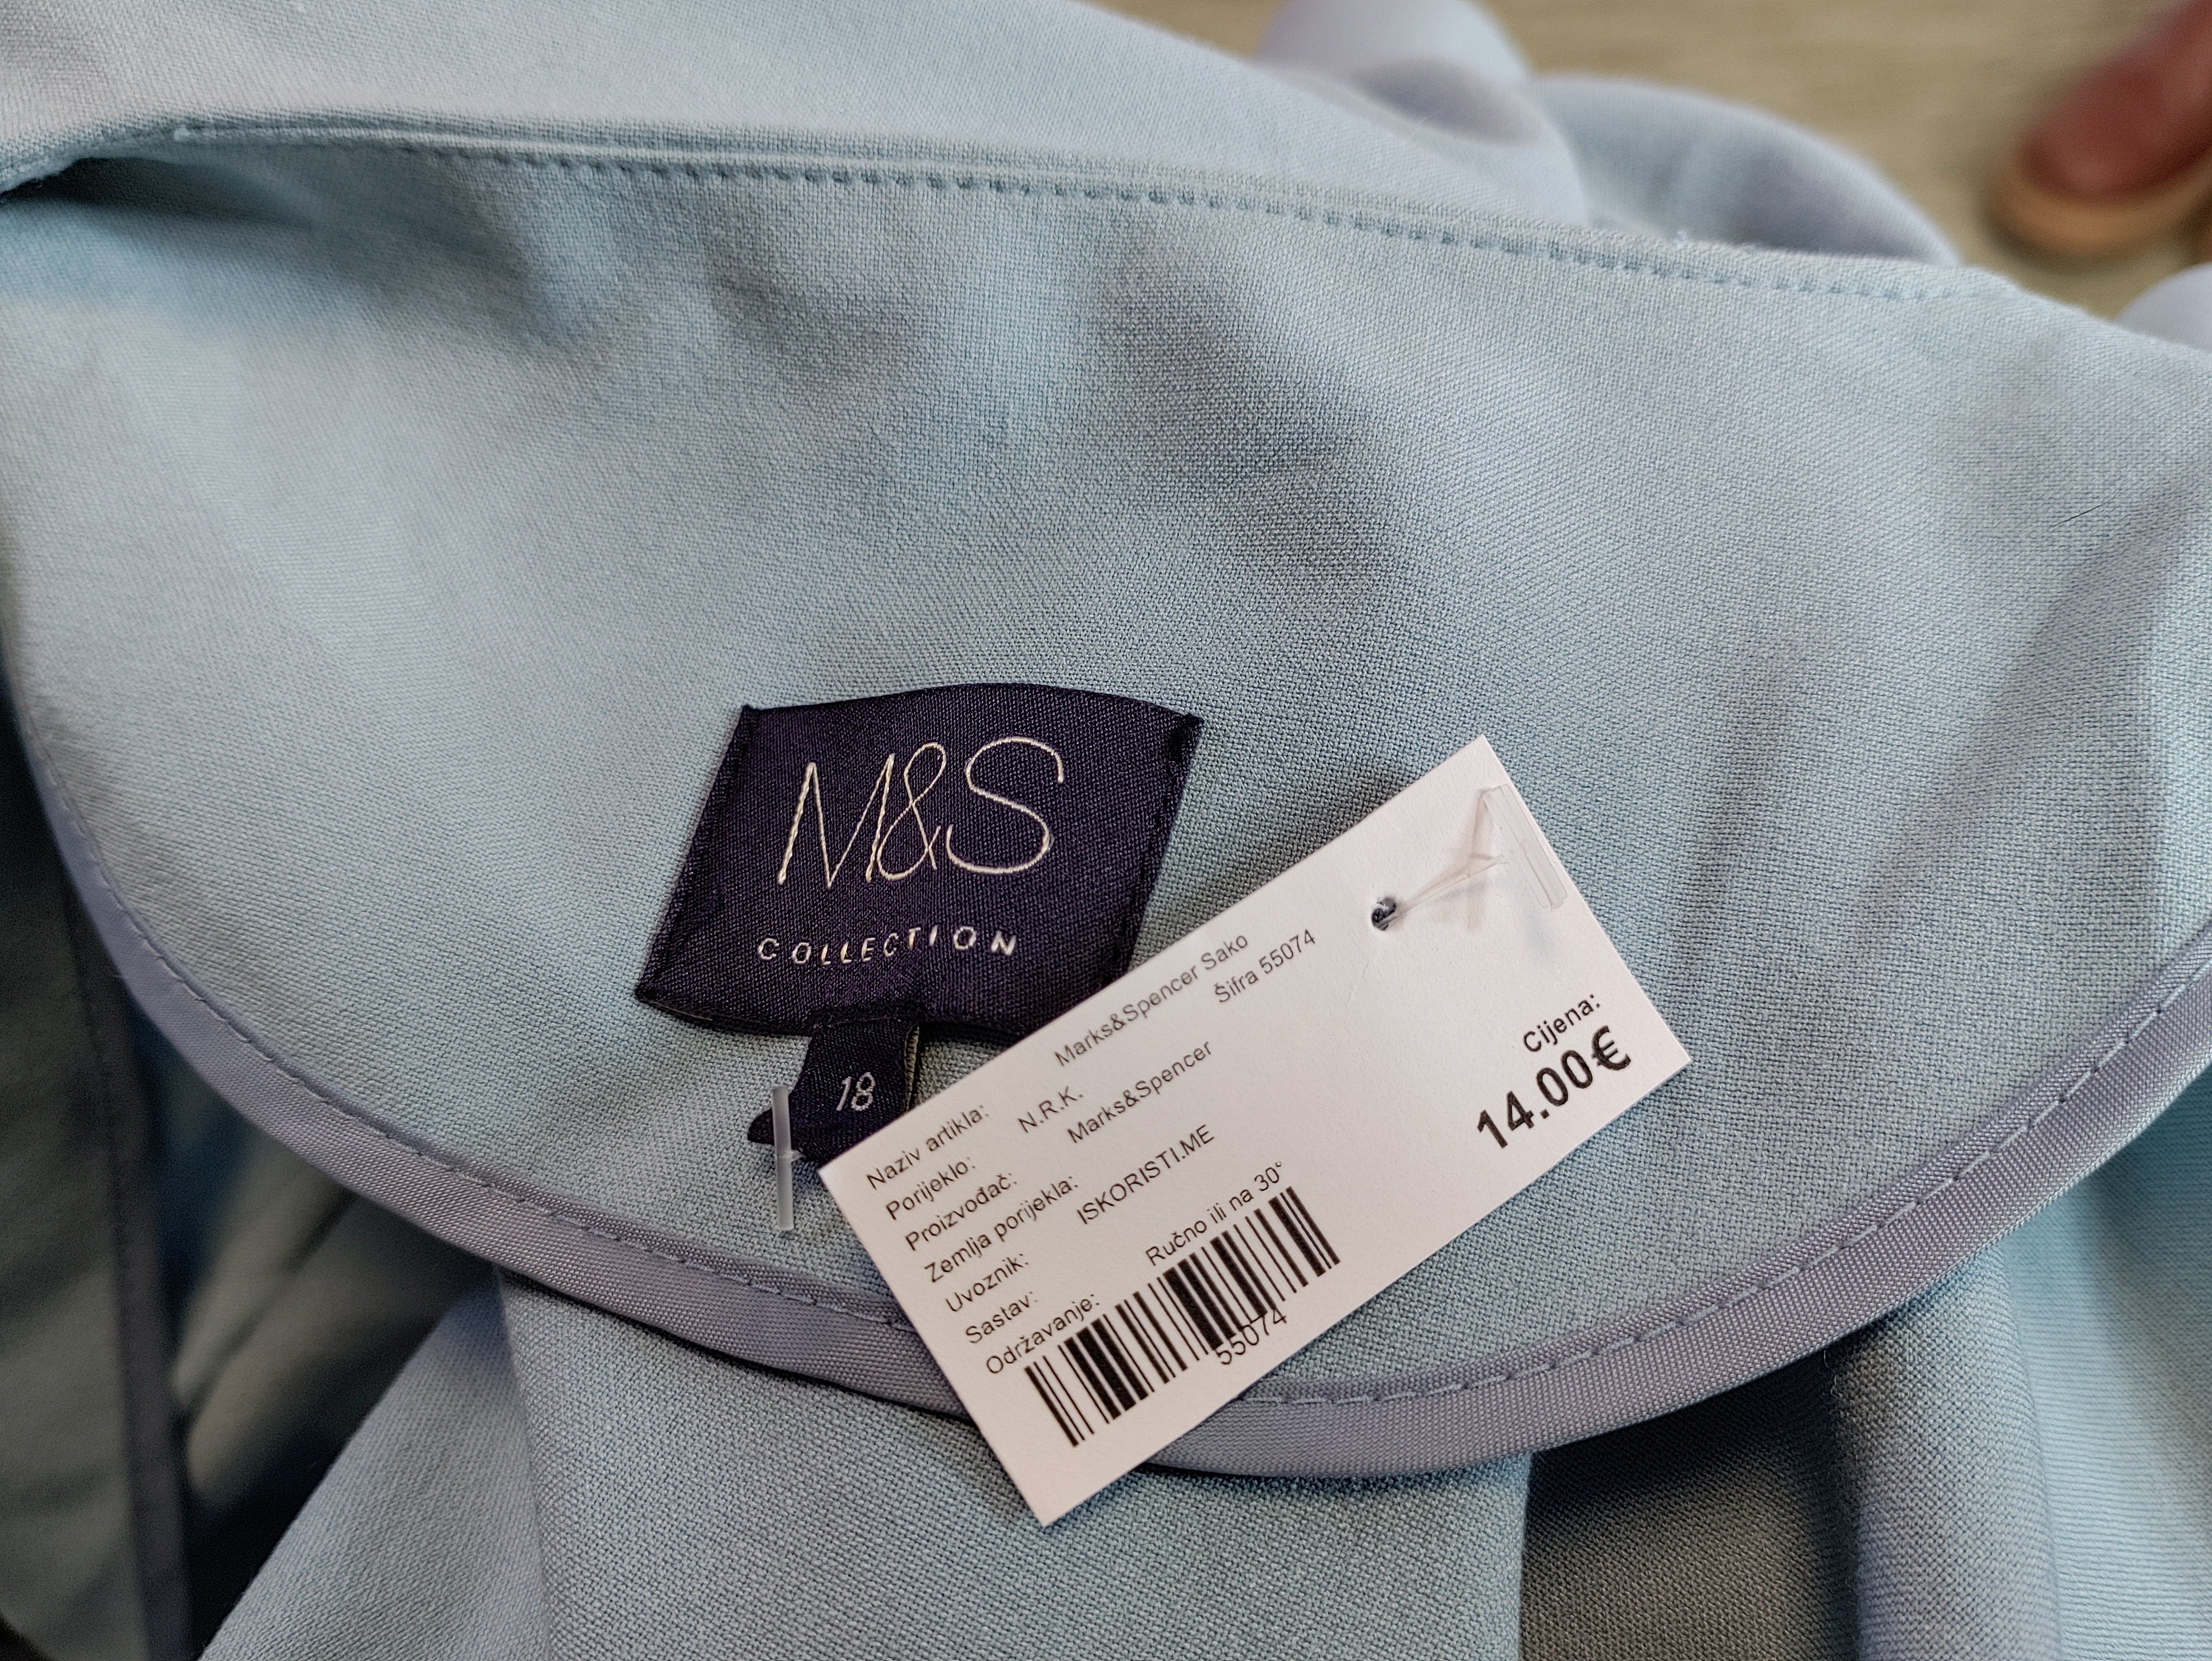 M&S
COLLECTION
18
Naziv artikla: Marks&Spencer Sako
Šifra 55074
Porijeklo: N.R.K.
Proizvođač: Marks&Spencer
Zemlja porijekla:
Uvoznik: ISKORISTI.ME
Sastav:
Održavanje: Ručno ili na 30°
55074
Cijena:
14.00€